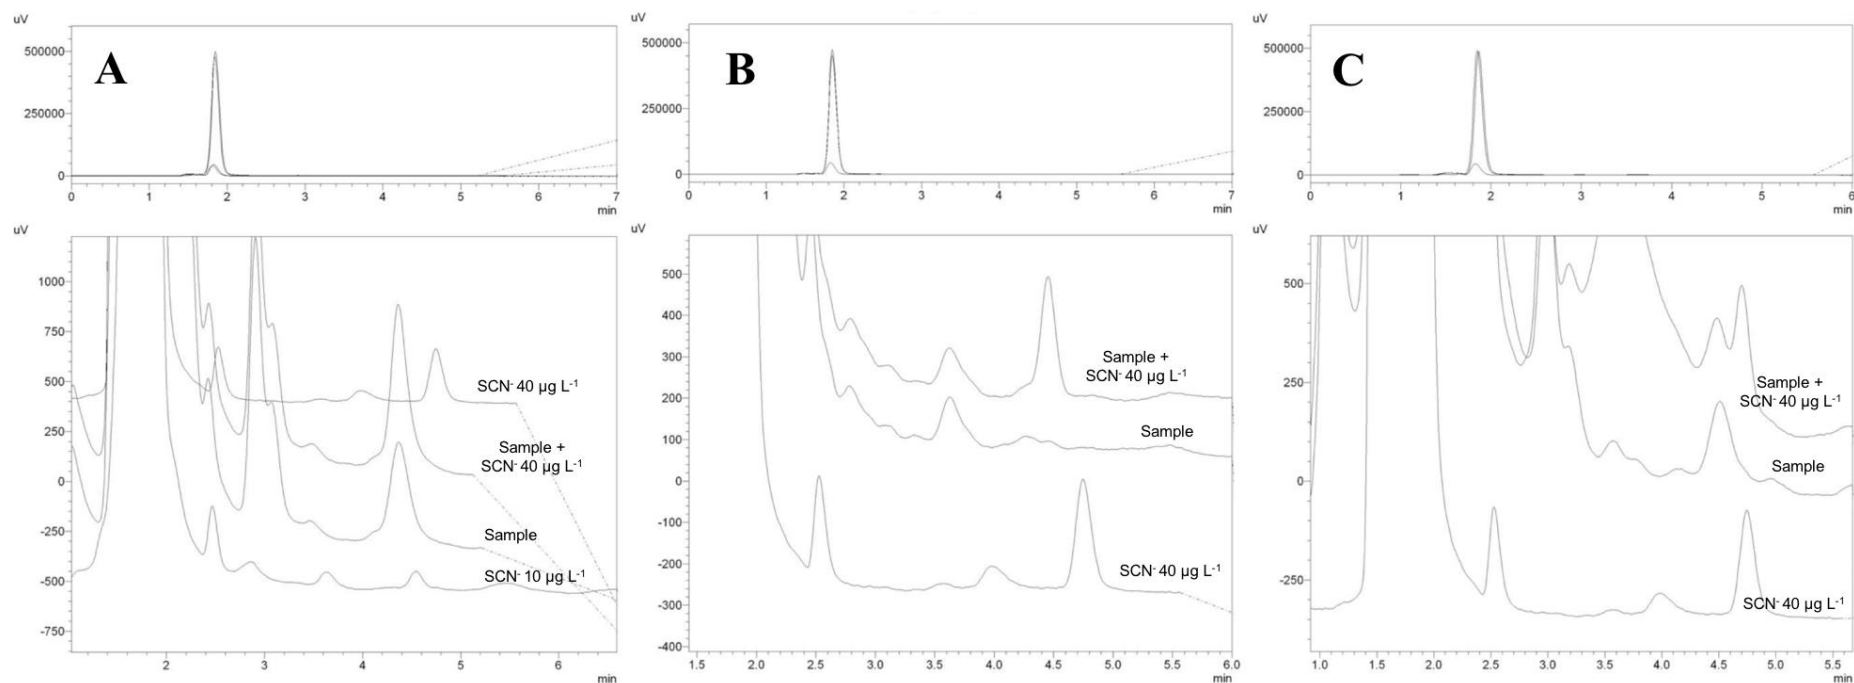 uV
A
500000
250000
0
0 1 2 3 4 5 6 7
min
uV
1000
750
500
250
0
-250
-500
-750
SCN- 40 µg L-1
Sample +
SCN- 40 µg L-1
Sample
SCN- 10 µg L-1
2 3 4 5 6
min
uV
B
500000
250000
0
0 1 2 3 4 5 6 7
min
uV
500
400
300
200
100
0
-100
-200
-300
-400
Sample +
SCN- 40 µg L-1
Sample
SCN- 40 µg L-1
1.5 2.0 2.5 3.0 3.5 4.0 4.5 5.0 5.5 6.0
min
uV
C
500000
250000
0
0 1 2 3 4 5 6
min
uV
500
250
0
-250
Sample +
SCN- 40 µg L-1
Sample
SCN- 40 µg L-1
1.0 1.5 2.0 2.5 3.0 3.5 4.0 4.5 5.0 5.5
min